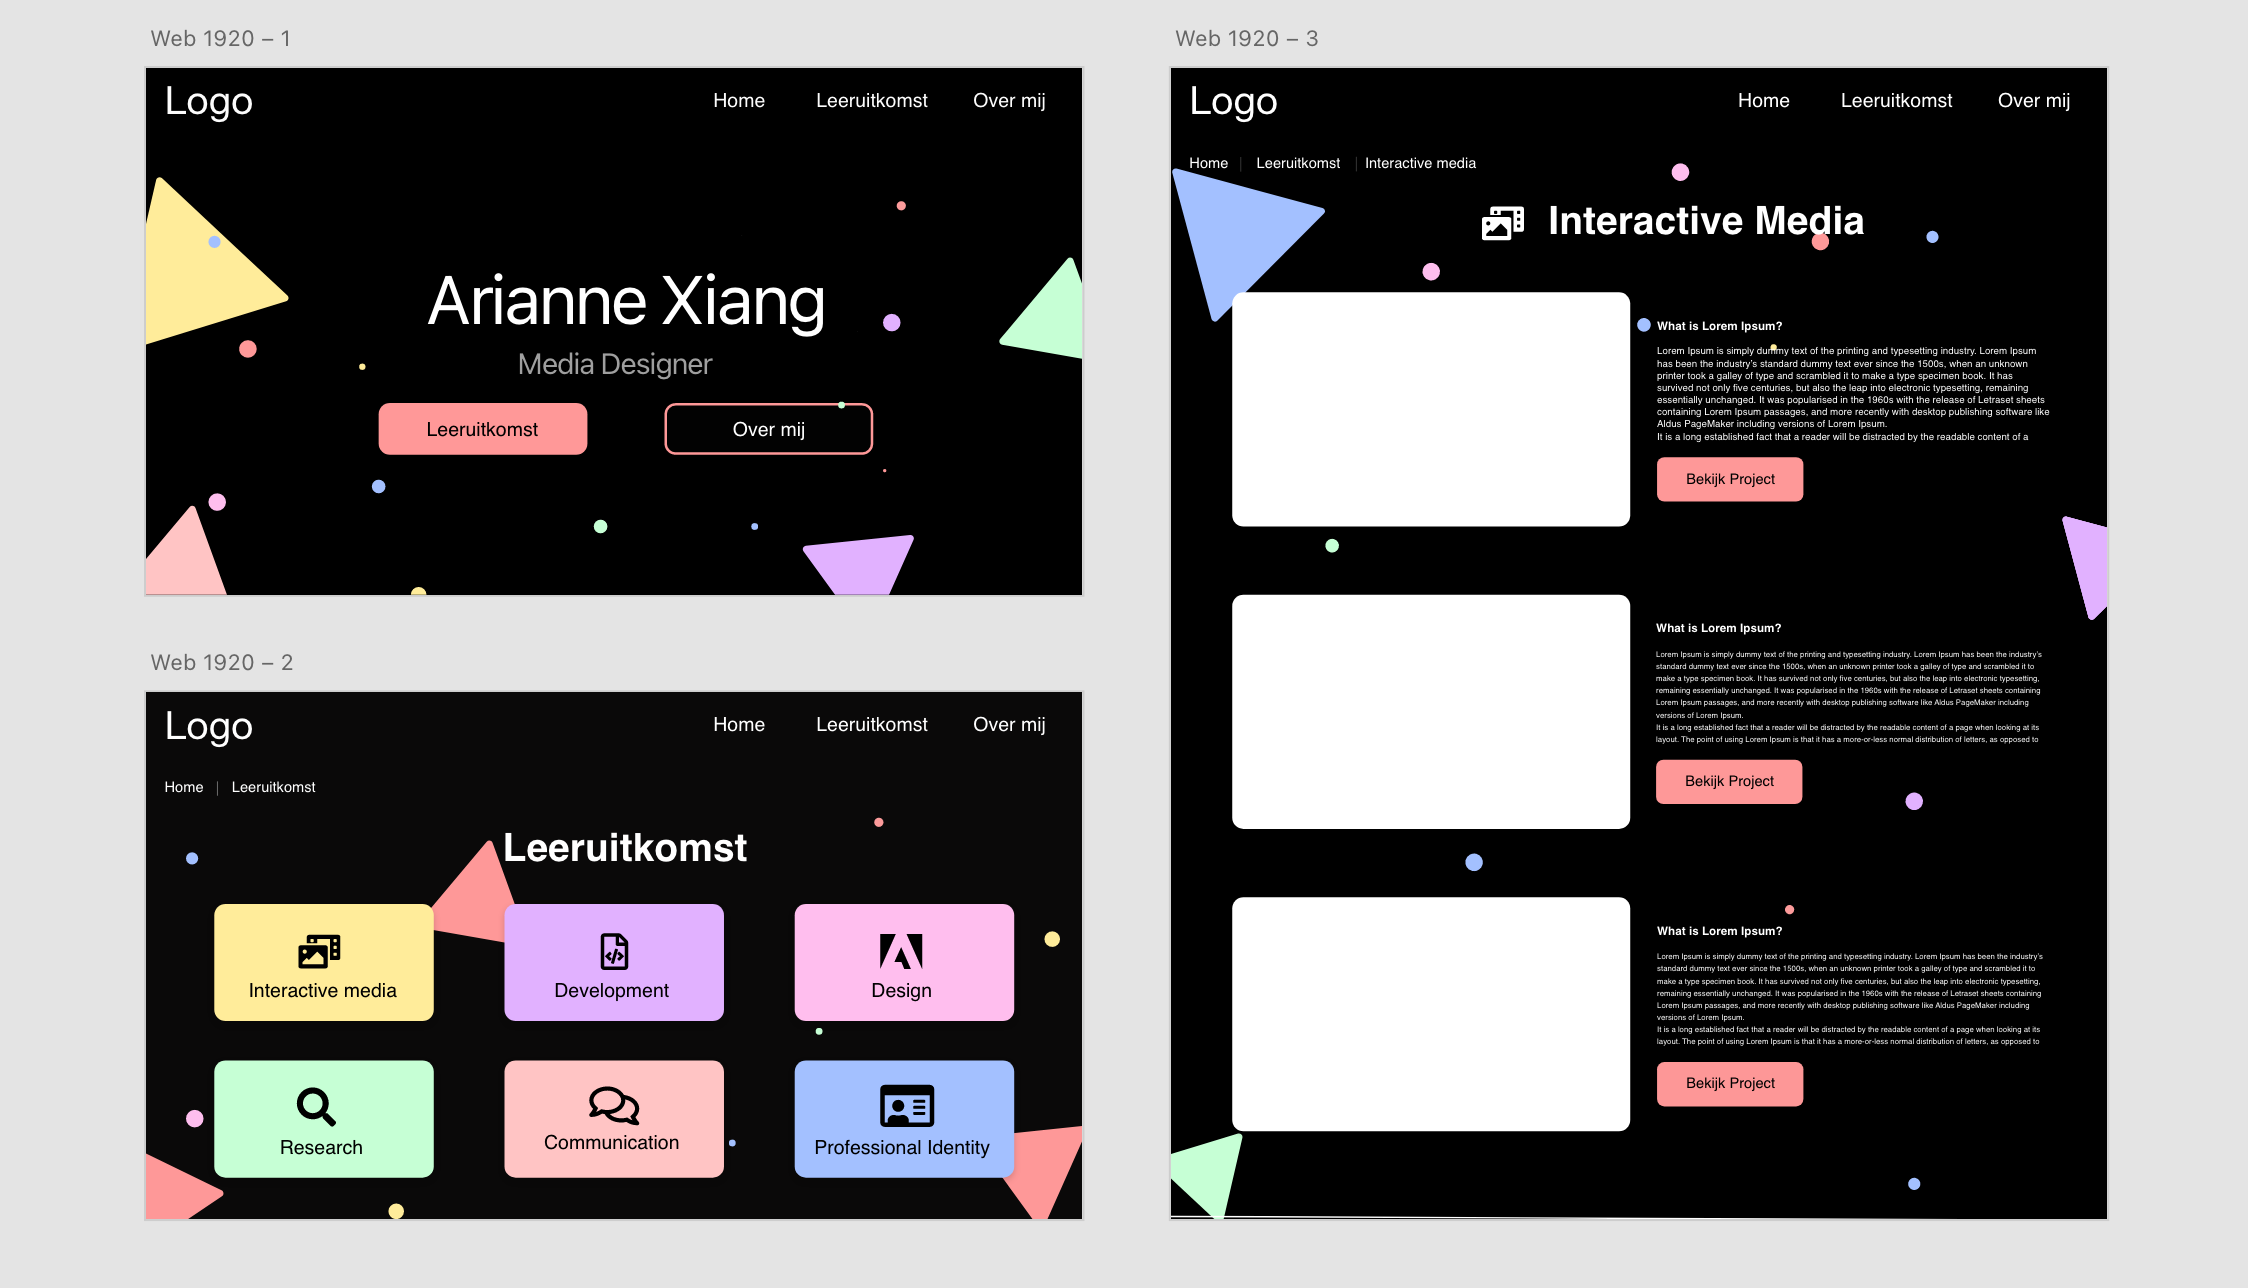 Web 1920 – 1
Logo
Home Leeruitkomst Over mij
Arianne Xiang
Media Designer
Leeruitkomst Over mij
Web 1920 – 2
Logo
Home Leeruitkomst Over mij
Home | Leeruitkomst
Leeruitkomst
Interactive media
Development
Design
Research
Communication
Professional Identity
Web 1920 – 3
Logo
Home Leeruitkomst Over mij
Home | Leeruitkomst | Interactive media
Interactive Media
What is Lorem Ipsum?
Lorem Ipsum is simply dummy text of the printing and typesetting industry. Lorem Ipsum
has been the industry's standard dummy text ever since the 1500s, when an unknown
printer took a galley of type and scrambled it to make a type specimen book. It has
survived not only five centuries, but also the leap into electronic typesetting, remaining
essentially unchanged. It was popularised in the 1960s with the release of Letraset sheets
containing Lorem Ipsum passages, and more recently with desktop publishing software like
Aldus PageMaker including versions of Lorem Ipsum.
It is a long established fact that a reader will be distracted by the readable content of a
Bekijk Project
What is Lorem Ipsum?
Lorem Ipsum is simply dummy text of the printing and typesetting industry. Lorem Ipsum has been the industry's
standard dummy text ever since the 1500s, when an unknown printer took a galley of type and scrambled it to
make a type specimen book. It has survived not only five centuries, but also the leap into electronic typesetting,
remaining essentially unchanged. It was popularised in the 1960s with the release of Letraset sheets containing
Lorem Ipsum passages, and more recently with desktop publishing software like Aldus PageMaker including
versions of Lorem Ipsum.
It is a long established fact that a reader will be distracted by the readable content of a page when looking at its
layout. The point of using Lorem Ipsum is that it has a more-or-less normal distribution of letters, as opposed to
Bekijk Project
What is Lorem Ipsum?
Lorem Ipsum is simply dummy text of the printing and typesetting industry. Lorem Ipsum has been the industry's
standard dummy text ever since the 1500s, when an unknown printer took a galley of type and scrambled it to
make a type specimen book. It has survived not only five centuries, but also the leap into electronic typesetting,
remaining essentially unchanged. It was popularised in the 1960s with the release of Letraset sheets containing
Lorem Ipsum passages, and more recently with desktop publishing software like Aldus PageMaker including
versions of Lorem Ipsum.
It is a long established fact that a reader will be distracted by the readable content of a page when looking at its
layout. The point of using Lorem Ipsum is that it has a more-or-less normal distribution of letters, as opposed to
Bekijk Project